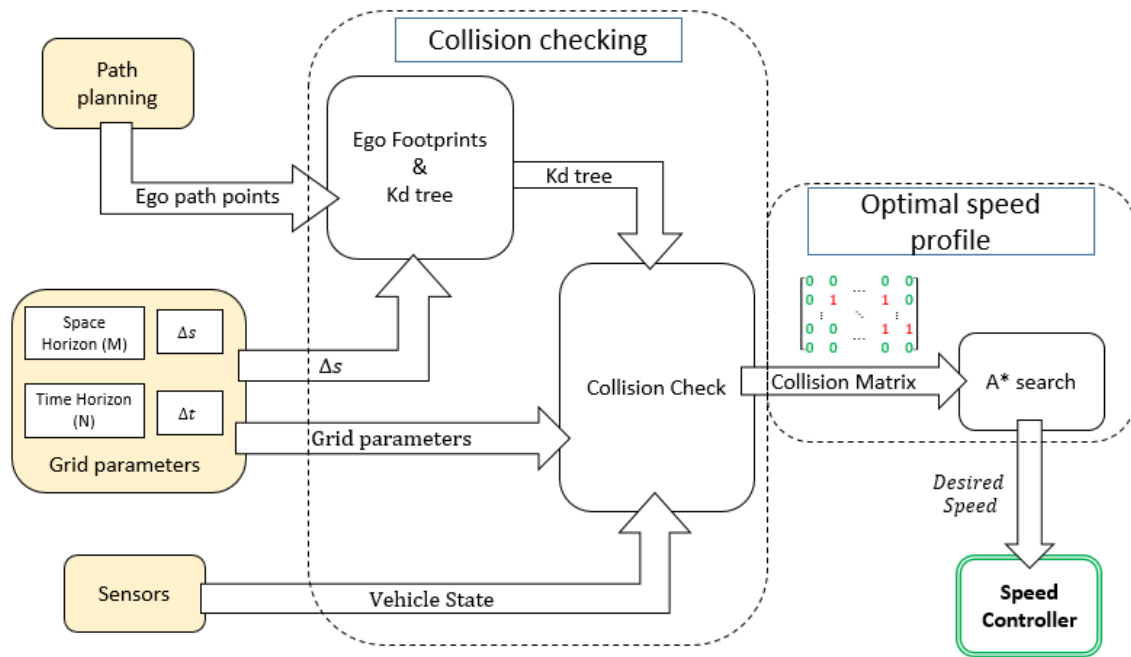 Collision checking
Path
planning
Ego path points
Ego Footprints
&
Kd tree
Kd tree
Optimal speed
profile
0 0 ... 0 0
0 1 1 0
⋮ ⋱ ⋮
0 0 ... 1 1
0 0 0 0
Space
Horizon (M)
Δs
Time Horizon
(N)
Δt
Grid parameters
Δs
Grid parameters
Collision Check
Collision Matrix
A* search
Desired
Speed
Sensors
Vehicle State
Speed
Controller